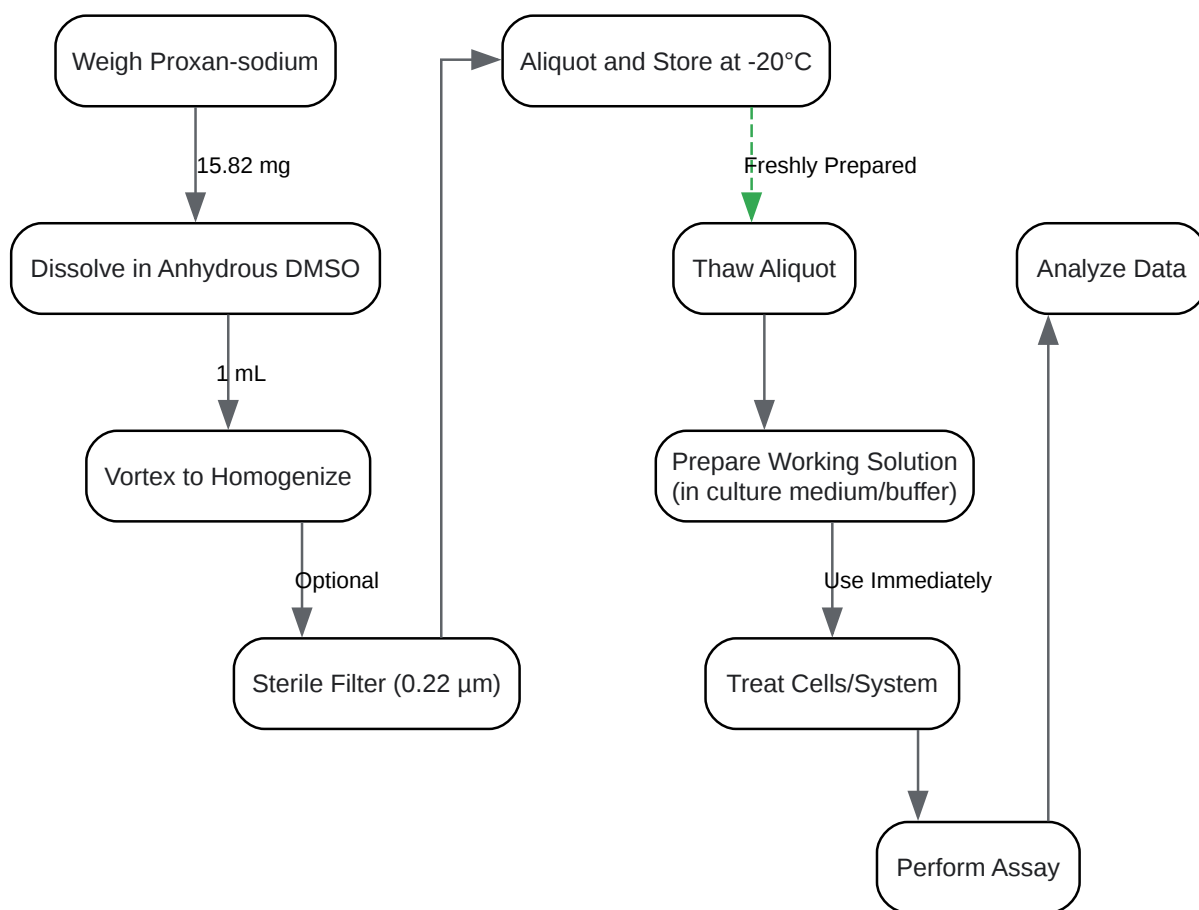 Weigh Proxan-sodium
15.82 mg
Dissolve in Anhydrous DMSO
1 mL
Vortex to Homogenize
Optional
Sterile Filter (0.22 µm)
Aliquot and Store at -20°C
Freshly Prepared
Thaw Aliquot
Prepare Working Solution
(in culture medium/buffer)
Use Immediately
Treat Cells/System
Perform Assay
Analyze Data